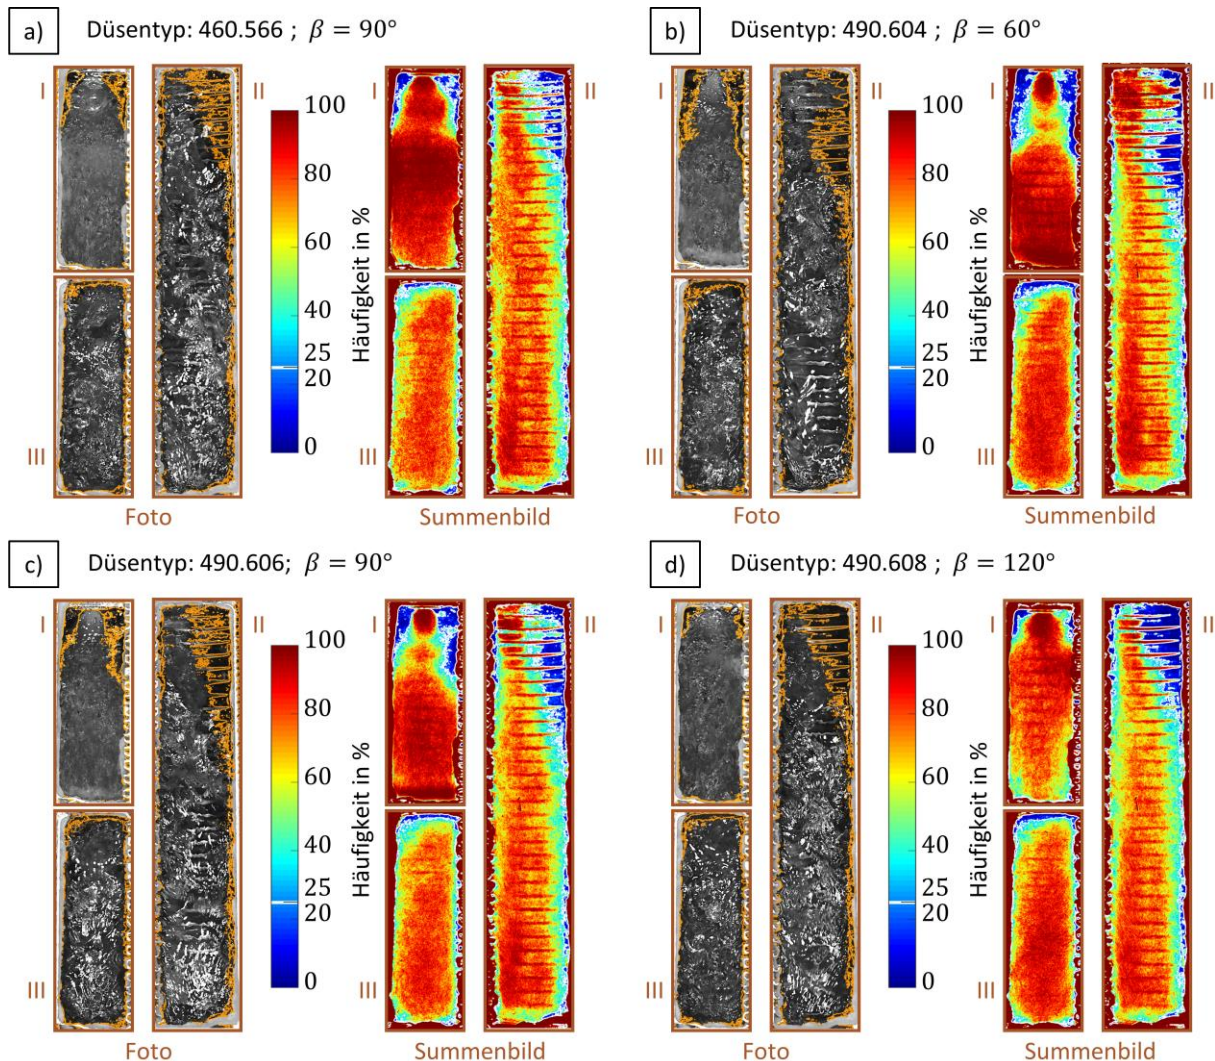 a) Düsentyp: 460.566 ; β = 90°
I
II
III
100
80
60
40
25
20
0
Häufigkeit in %
I
II
III
Foto
Summenbild
b) Düsentyp: 490.604 ; β = 60°
I
II
III
100
80
60
40
25
20
0
Häufigkeit in %
I
II
III
Foto
Summenbild
c) Düsentyp: 490.606; β = 90°
I
II
III
100
80
60
40
25
20
0
Häufigkeit in %
I
II
III
Foto
Summenbild
d) Düsentyp: 490.608 ; β = 120°
I
II
III
100
80
60
40
25
20
0
Häufigkeit in %
I
II
III
Foto
Summenbild